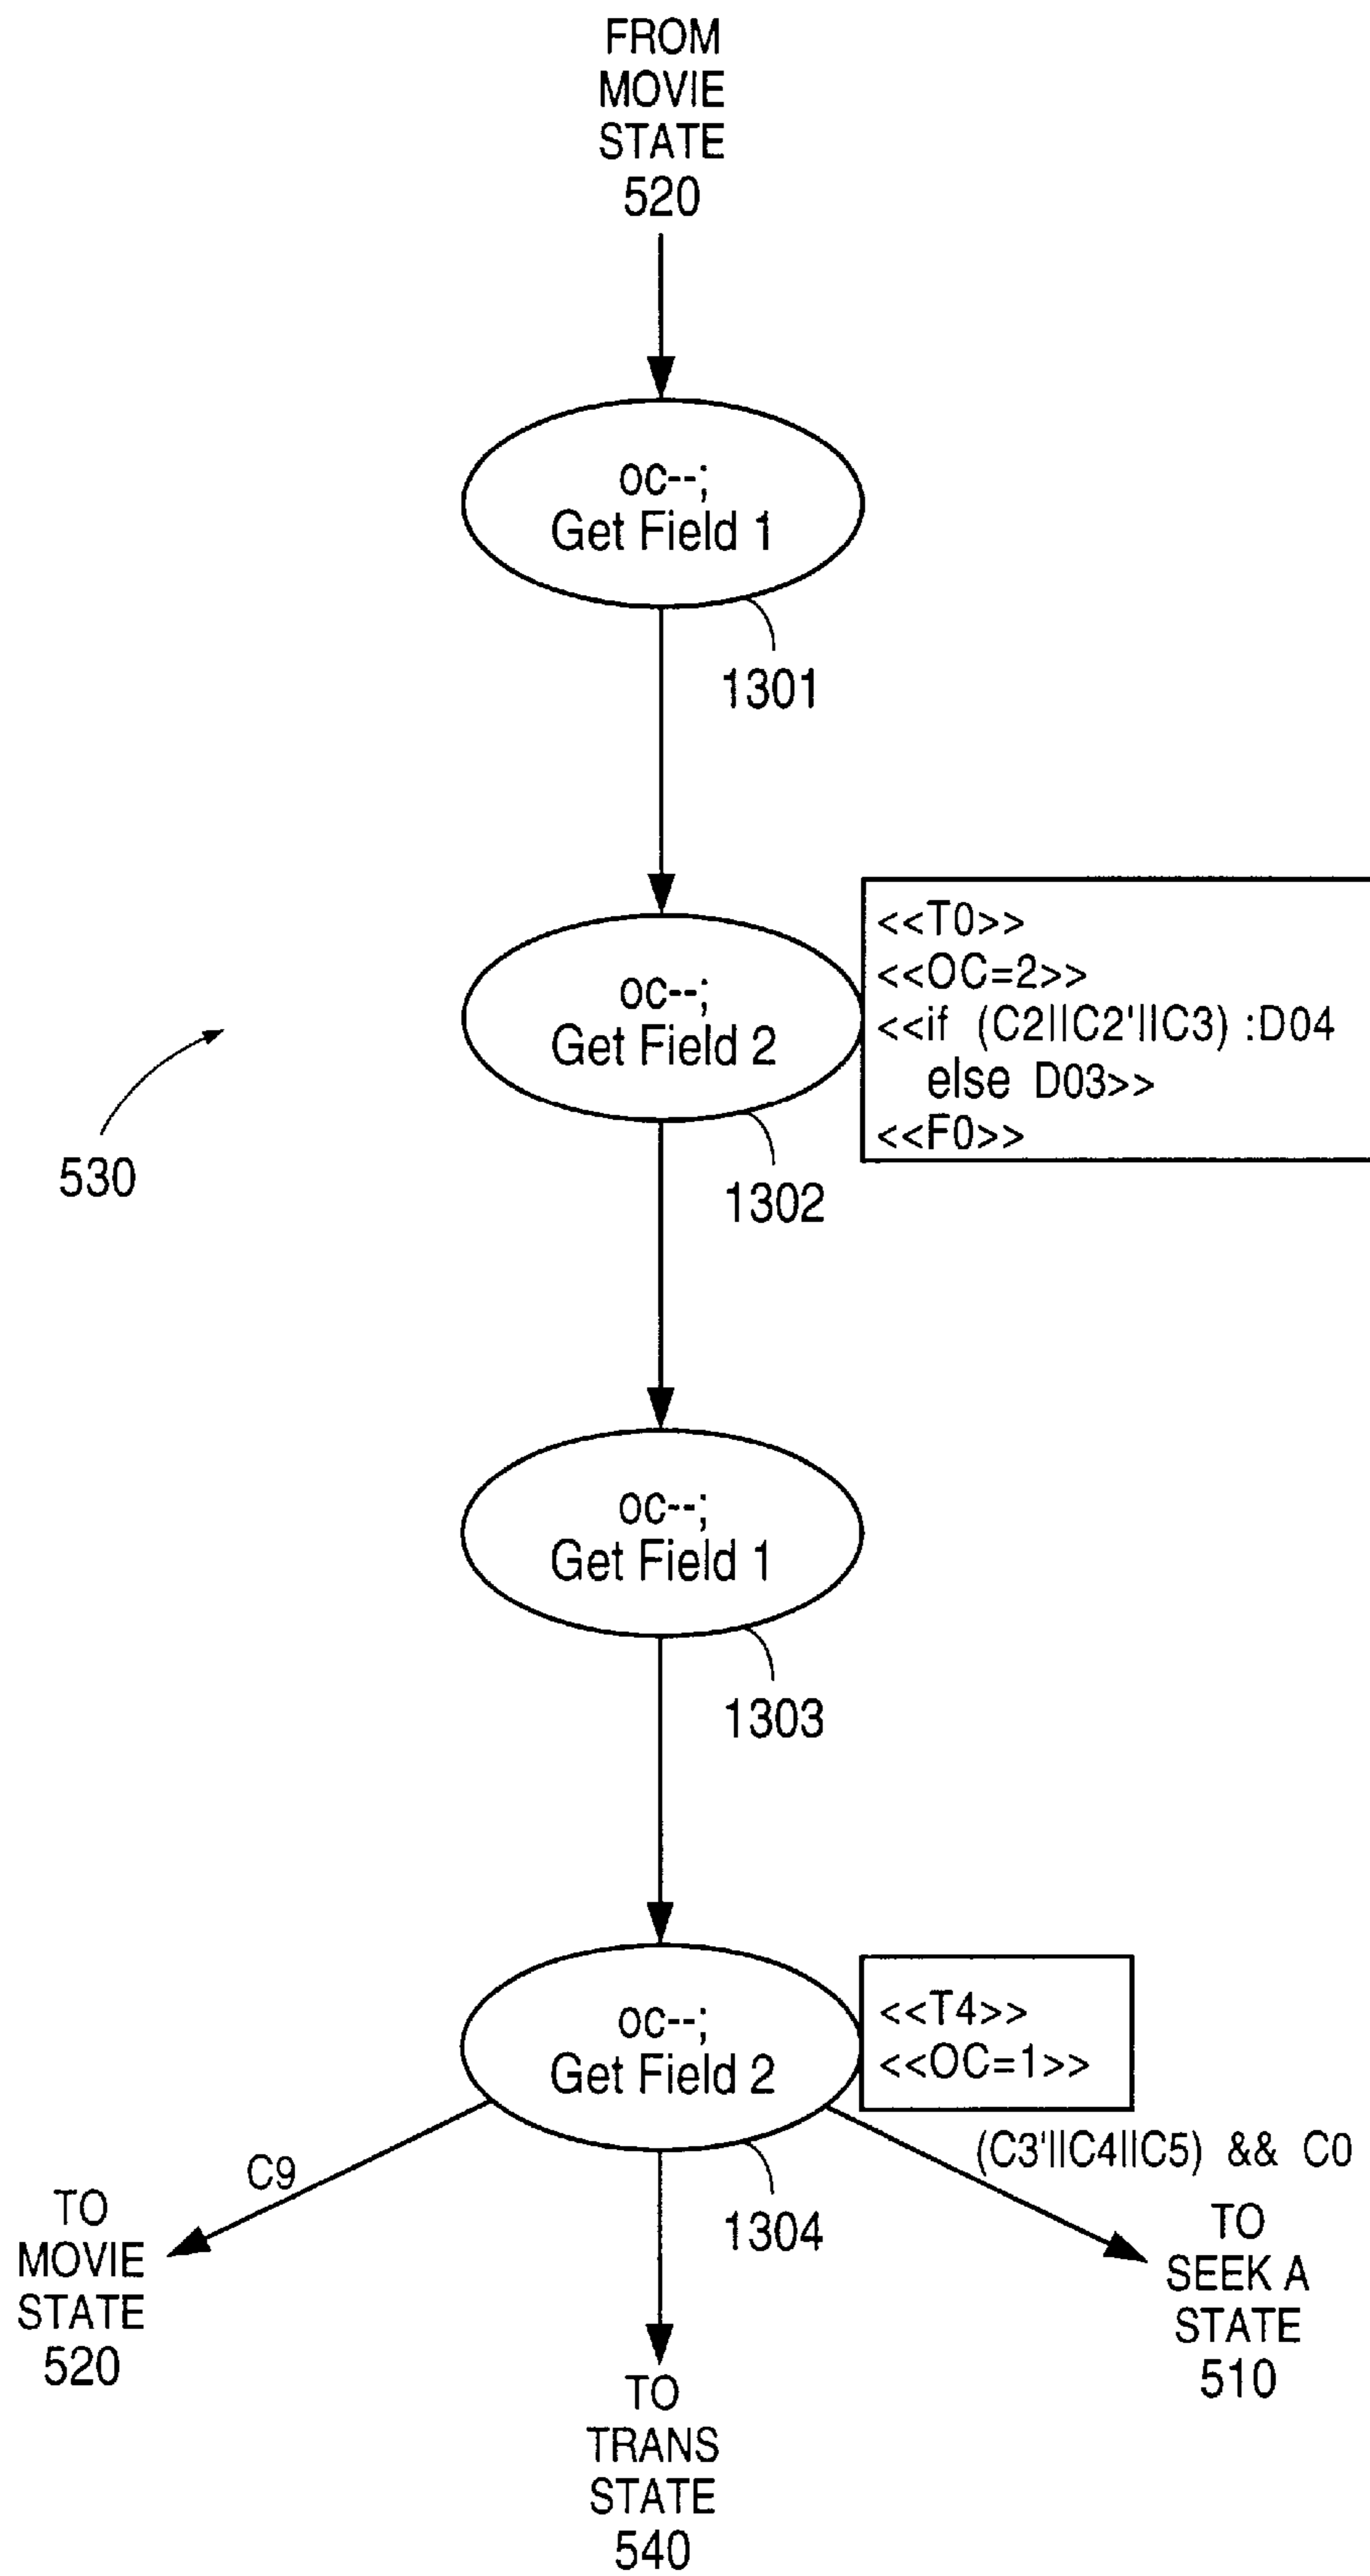 FROM
MOVIE
STATE
520
oc--;
Get Field 1
1301
<<T0>>
<<OC=2>>
<<if (C2||C2'||C3) :D04
else D03>>
<<F0>>
oc--;
Get Field 2
1302
530
oc--;
Get Field 1
1303
oc--;
Get Field 2
<<T4>>
<<OC=1>>
1304
C9
(C3'||C4||C5) && C0
TO
MOVIE
STATE
520
TO
SEEK A
STATE
510
TO
TRANS
STATE
540